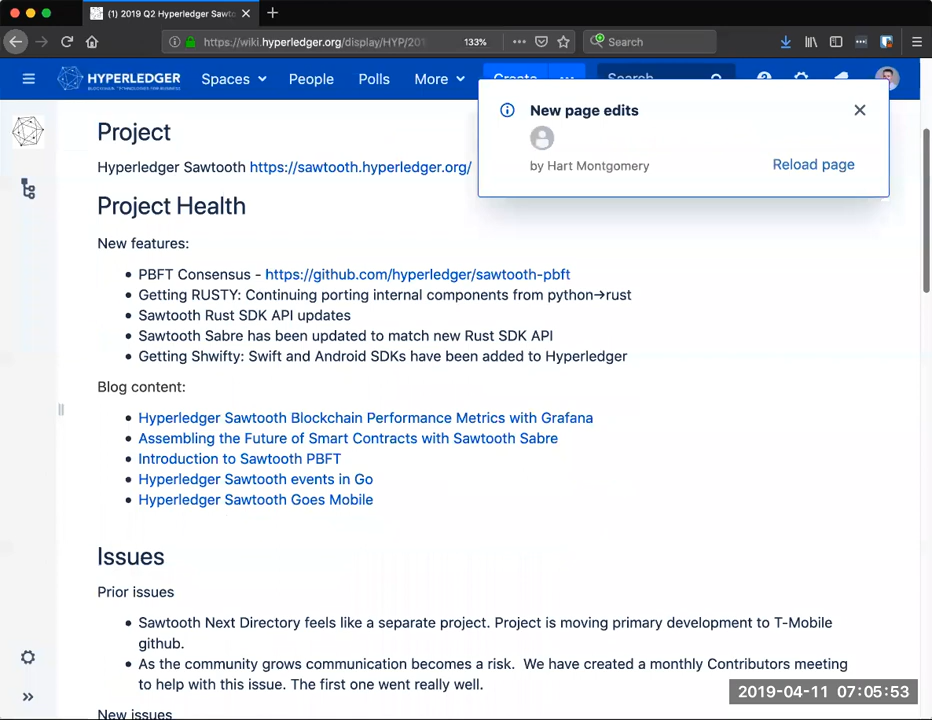 (1) 2019 Q2 Hyperledger Sawto
https://wiki.hyperledger.org/display/HYP/201
133%
Search
HYPERLEDGER
BLOCKCHAIN TECHNOLOGIES FOR BUSINESS
Spaces
People
Polls
More
Create
Search
New page edits
by Hart Montgomery
Reload page
Project
Hyperledger Sawtooth https://sawtooth.hyperledger.org/
Project Health
New features:
• PBFT Consensus - https://github.com/hyperledger/sawtooth-pbft
• Getting RUSTY: Continuing porting internal components from python→rust
• Sawtooth Rust SDK API updates
• Sawtooth Sabre has been updated to match new Rust SDK API
• Getting Shwifty: Swift and Android SDKs have been added to Hyperledger
Blog content:
• Hyperledger Sawtooth Blockchain Performance Metrics with Grafana
• Assembling the Future of Smart Contracts with Sawtooth Sabre
• Introduction to Sawtooth PBFT
• Hyperledger Sawtooth events in Go
• Hyperledger Sawtooth Goes Mobile
Issues
Prior issues
• Sawtooth Next Directory feels like a separate project. Project is moving primary development to T-Mobile
github.
• As the community grows communication becomes a risk. We have created a monthly Contributors meeting
to help with this issue. The first one went really well.
New issues
2019-04-11 07:05:53